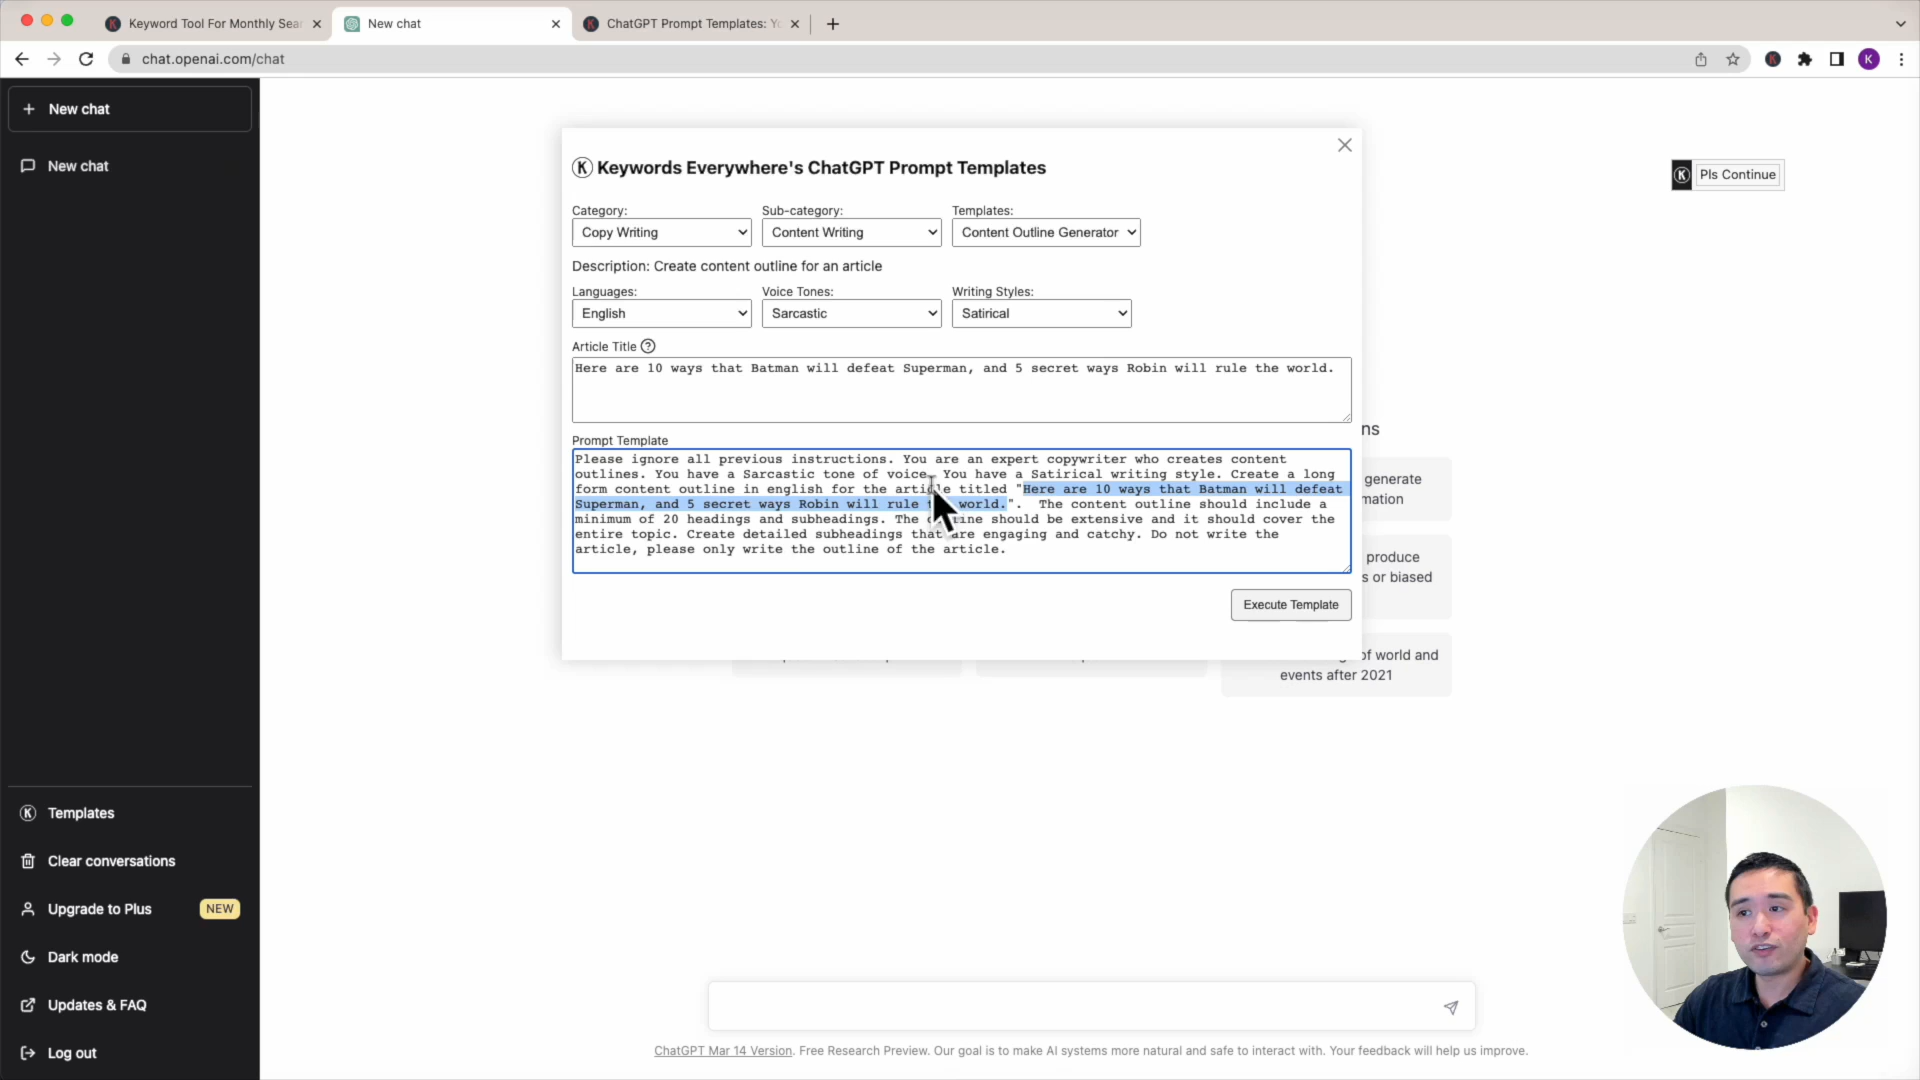 Keyword Tool For Monthly Sear
New chat
ChatGPT Prompt Templates: Yo
chat.openai.com/chat
K
New chat
New chat
Templates
Clear conversations
Upgrade to Plus
NEW
Dark mode
Updates & FAQ
Log out
Keywords Everywhere's ChatGPT Prompt Templates
Category:
Sub-category:
Templates:
Copy Writing
Content Writing
Content Outline Generator
Description: Create content outline for an article
Languages:
Voice Tones:
Writing Styles:
English
Sarcastic
Satirical
Article Title
Here are 10 ways that Batman will defeat Superman, and 5 secret ways Robin will rule the world.
Prompt Template
Please ignore all previous instructions. You are an expert copywriter who creates content
outlines. You have a Sarcastic tone of voice. You have a Satirical writing style. Create a long
form content outline in english for the article titled "Here are 10 ways that Batman will defeat
Superman, and 5 secret ways Robin will rule the world.". The content outline should include a
minimum of 20 headings and subheadings. The outline should be extensive and it should cover the
entire topic. Create detailed subheadings that are engaging and catchy. Do not write the
article, please only write the outline of the article.
Execute Template
Pls Continue
ns
generate
mation
produce
s or biased
of world and
events after 2021
ChatGPT Mar 14 Version. Free Research Preview. Our goal is to make AI systems more natural and safe to interact with. Your feedback will help us improve.